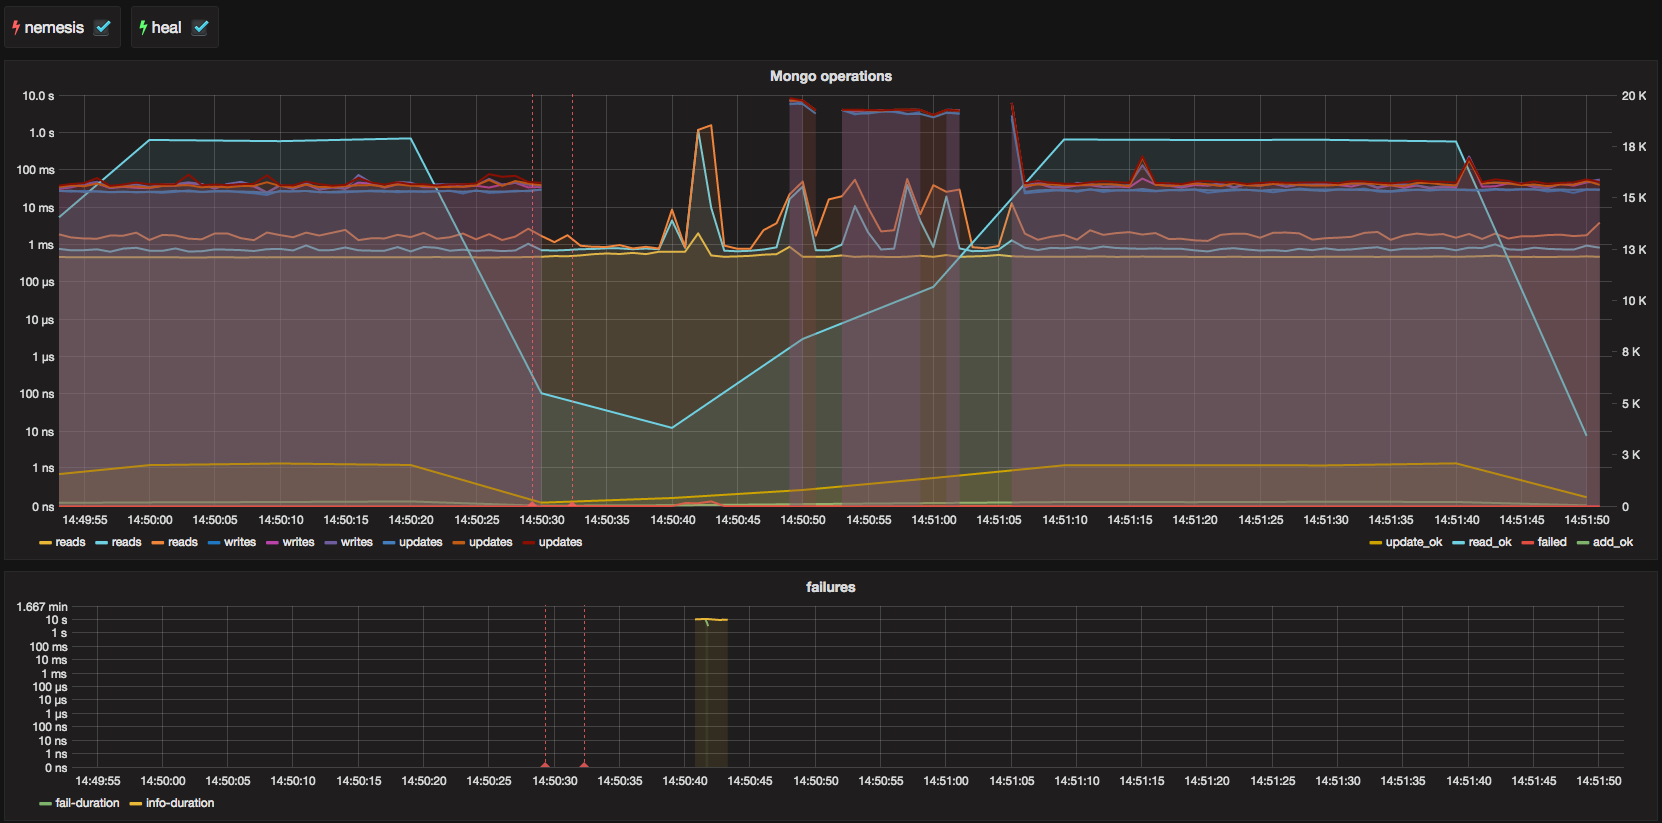 nemesis heal
Mongo operations
10.0 s 20 K
1.0 s 18 K
100 ms 15 K
10 ms 13 K
1 ms 10 K
100 µs 8 K
10 µs 5 K
1 µs 3 K
100 ns 0
10 ns
1 ns
0 ns
14:49:55 14:50:00 14:50:05 14:50:10 14:50:15 14:50:20 14:50:25 14:50:30 14:50:35 14:50:40 14:50:45 14:50:50 14:50:55 14:51:00 14:51:05 14:51:10 14:51:15 14:51:20 14:51:25 14:51:30 14:51:35 14:51:40 14:51:45 14:51:50
reads reads reads writes writes writes updates updates updates update_ok read_ok failed add_ok
failures
1.667 min
10 s
1 s
100 ms
10 ms
1 ms
100 µs
10 µs
1 µs
100 ns
10 ns
1 ns
0 ns
14:49:55 14:50:00 14:50:05 14:50:10 14:50:15 14:50:20 14:50:25 14:50:30 14:50:35 14:50:40 14:50:45 14:50:50 14:50:55 14:51:00 14:51:05 14:51:10 14:51:15 14:51:20 14:51:25 14:51:30 14:51:35 14:51:40 14:51:45 14:51:50
fail-duration info-duration